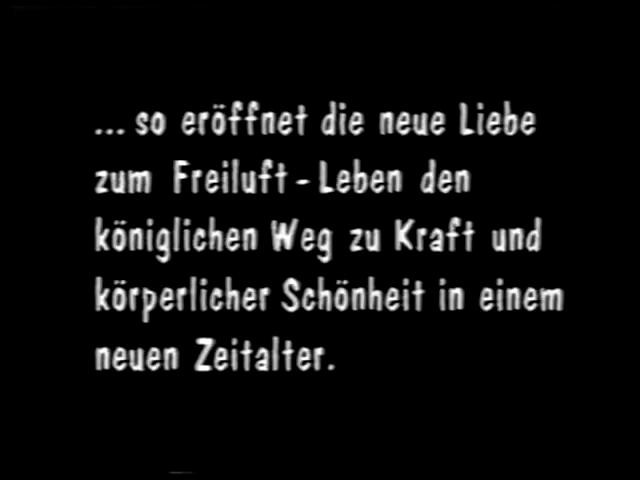 ... so eröffnet die neue Liebe
zum Freiluft-Leben den
königlichen Weg zu Kraft und
körperlicher Schönheit in einem
neuen Zeitalter.